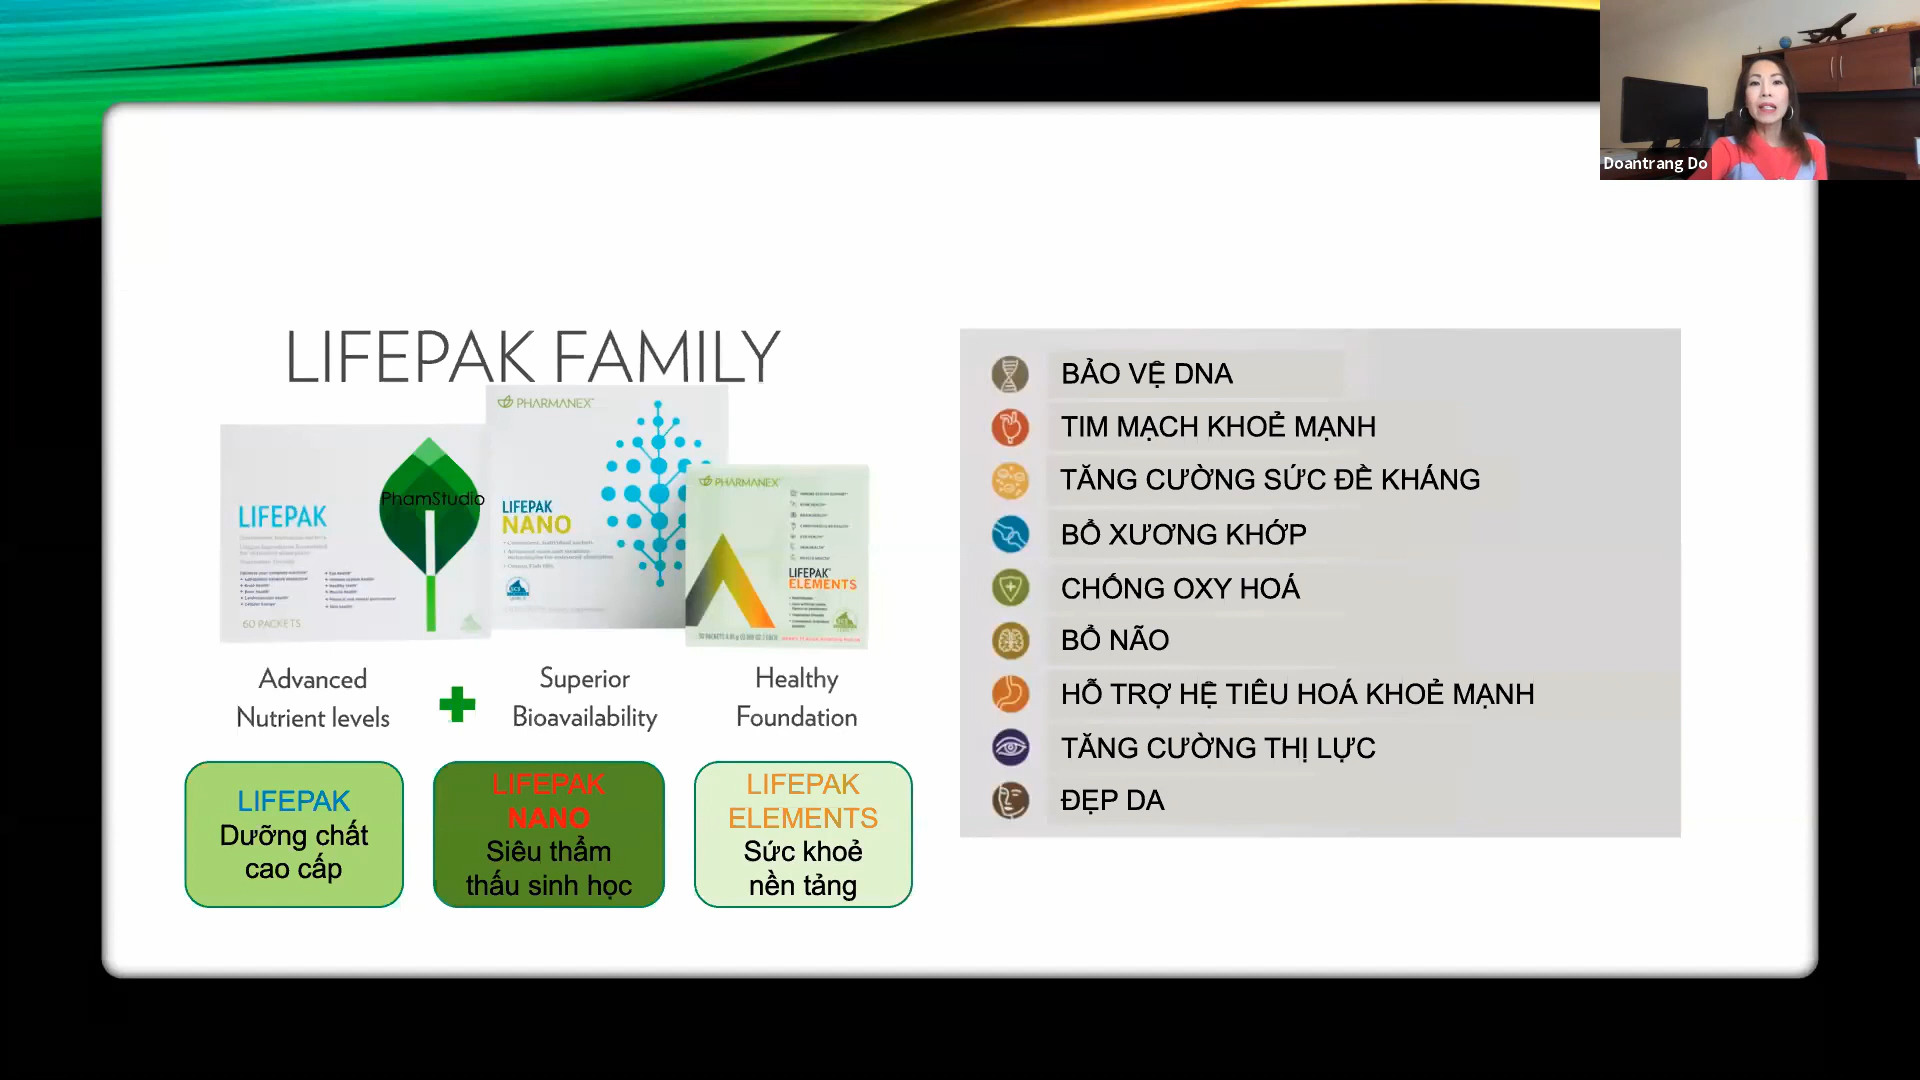 Doantrang Do
LIFEPAK FAMILY
LIFEPAK
60 PACKETS
PhamStudio
PHARMANEX
LIFEPAK
NANO
PHARMANEX
LIFEPAK
ELEMENTS
Advanced
Nutrient levels
Superior
Bioavailability
Healthy
Foundation
LIFEPAK
Dưỡng chất
cao cấp
LIFEPAK
NANO
Siêu thẩm
thấu sinh học
LIFEPAK
ELEMENTS
Sức khoẻ
nền tảng
BẢO VỆ DNA
TIM MẠCH KHOẺ MẠNH
TĂNG CƯỜNG SỨC ĐỀ KHÁNG
BỔ XƯƠNG KHỚP
CHỐNG OXY HOÁ
BỔ NÃO
HỖ TRỢ HỆ TIÊU HOÁ KHOẺ MẠNH
TĂNG CƯỜNG THỊ LỰC
ĐẸP DA